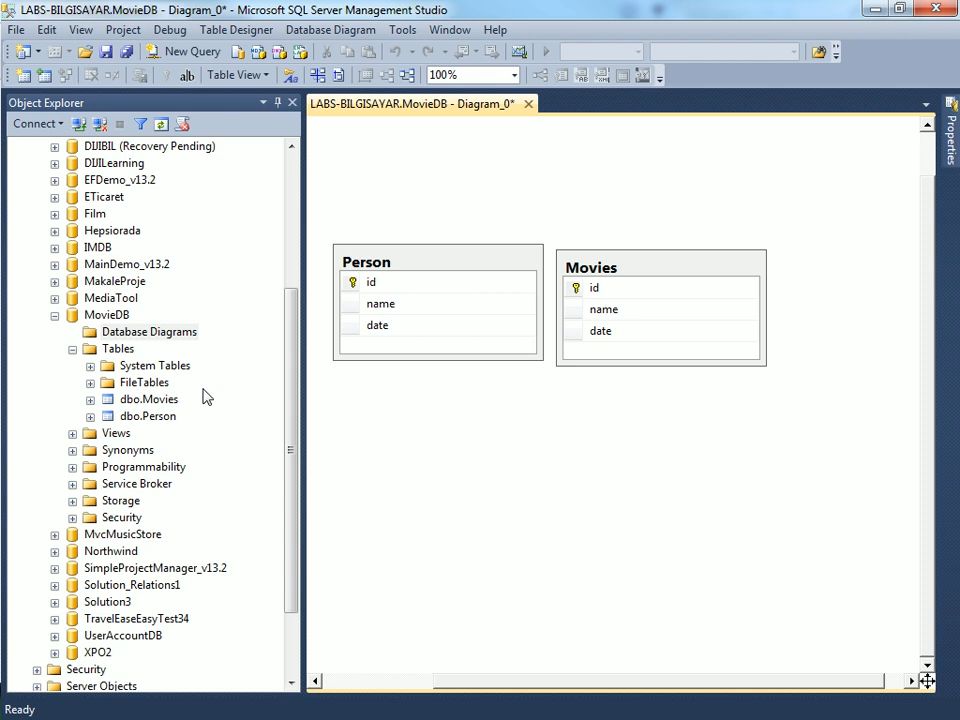 LABS-BILGISAYAR.MovieDB - Diagram_0* - Microsoft SQL Server Management Studio
File Edit View Project Debug Table Designer Database Diagram Tools Window Help
New Query
ab Table View 100%
Object Explorer
LABS-BILGISAYAR.MovieDB - Diagram_0*
Properties
Connect
DIJIBIL (Recovery Pending)
DIJILearning
EFDemo_v13.2
ETicaret
Film
Hepsiorada
IMDB
MainDemo_v13.2
MakaleProje
MediaTool
MovieDB
Database Diagrams
Tables
System Tables
FileTables
dbo.Movies
dbo.Person
Views
Synonyms
Programmability
Service Broker
Storage
Security
MvcMusicStore
Northwind
SimpleProjectManager_v13.2
Solution_Relations1
Solution3
TravelEaseEasyTest34
UserAccountDB
XPO2
Security
Server Objects
Person
id
name
date
Movies
id
name
date
Ready